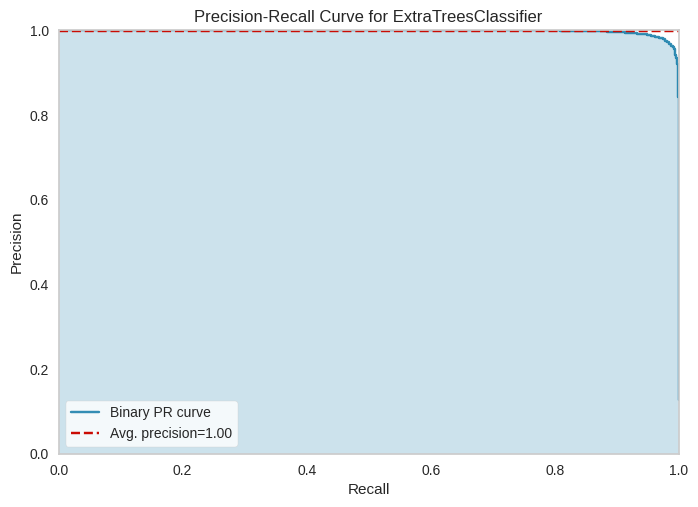 Precision-Recall Curve for ExtraTreesClassifier
1.0
0.8
0.6
0.4
0.2
0.0
Precision
Binary PR curve
Avg. precision=1.00
0.0 0.2 0.4 0.6 0.8 1.0
Recall